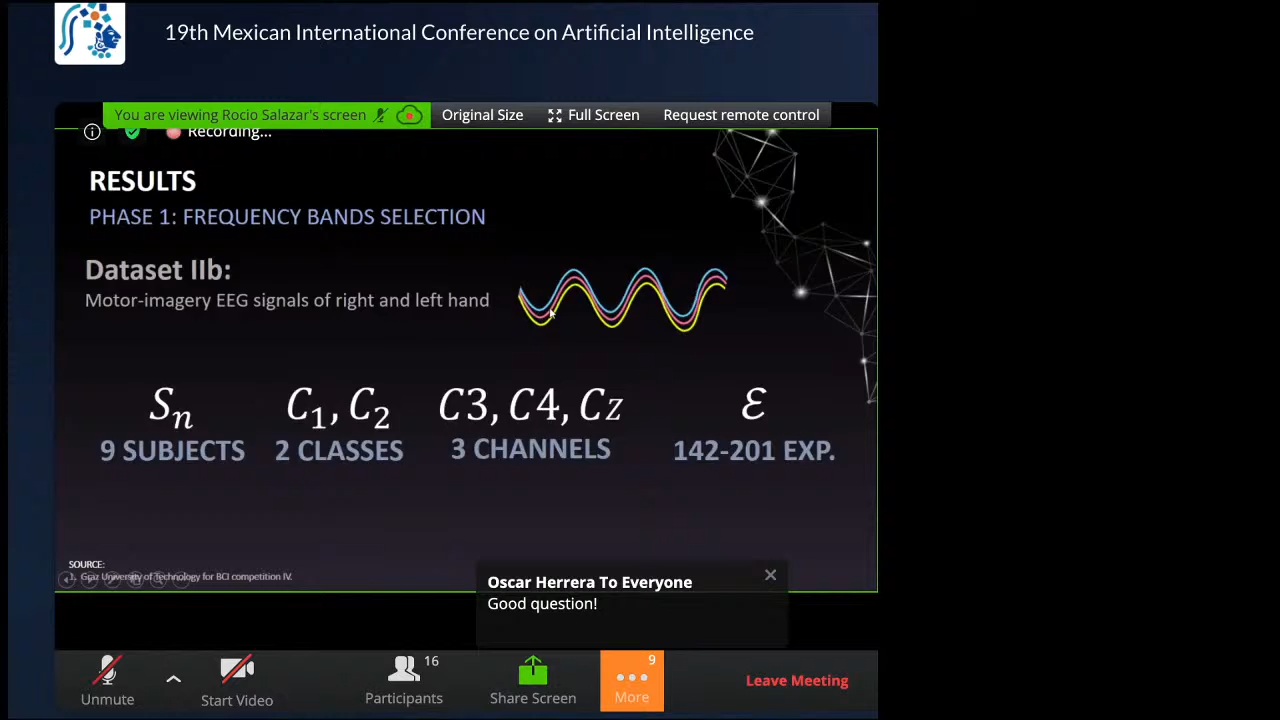 19th Mexican International Conference on Artificial Intelligence
You are viewing Rocio Salazar's screen
Original Size
Full Screen
Request remote control
Recording...
RESULTS
PHASE 1: FREQUENCY BANDS SELECTION
Dataset IIb:
Motor-imagery EEG signals of right and left hand
Sn C1, C2 C3, C4, Cz ℰ
9 SUBJECTS 2 CLASSES 3 CHANNELS 142-201 EXP.
SOURCE:
1. Graz University of Technology for BCI competition IV.
Oscar Herrera To Everyone
Good question!
16 9
Unmute Start Video Participants Share Screen More Leave Meeting